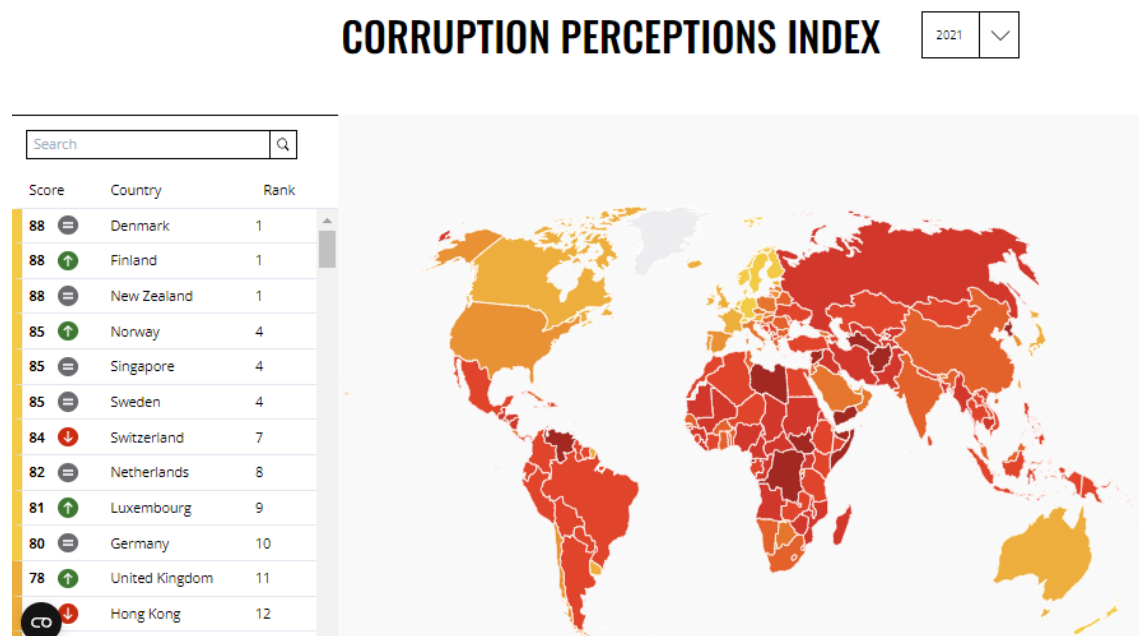 CORRUPTION PERCEPTIONS INDEX 2021
Search
Score Country Rank
88 Denmark 1
88 Finland 1
88 New Zealand 1
85 Norway 4
85 Singapore 4
85 Sweden 4
84 Switzerland 7
82 Netherlands 8
81 Luxembourg 9
80 Germany 10
78 United Kingdom 11
Hong Kong 12